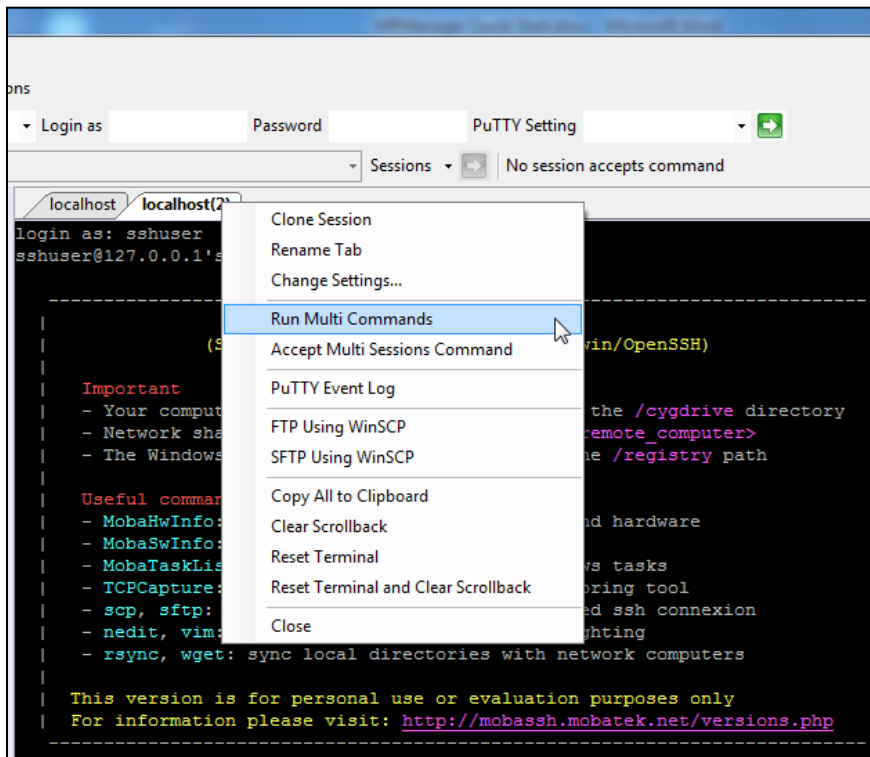 ons
Login as Password PuTTY Setting
Sessions No session accepts command
localhost localhost(2)
Clone Session
Rename Tab
Change Settings...
Run Multi Commands
Accept Multi Sessions Command
PuTTY Event Log
FTP Using WinSCP
SFTP Using WinSCP
Copy All to Clipboard
Clear Scrollback
Reset Terminal
Reset Terminal and Clear Scrollback
Close
login as: sshuser
sshuser@127.0.0.1's
(S win/OpenSSH)
Important
- Your comput the /cygdrive directory
- Network sha remote_computer>
- The Windows he /registry path
Useful comman
- MobaHwInfo: nd hardware
- MobaSwInfo:
- MobaTaskLis ws tasks
- TCPCapture: oring tool
- scp, sftp: ed ssh connexion
- nedit, vim: ghting
- rsync, wget: sync local directories with network computers
This version is for personal use or evaluation purposes only
For information please visit: http://mobassh.mobatek.net/versions.php